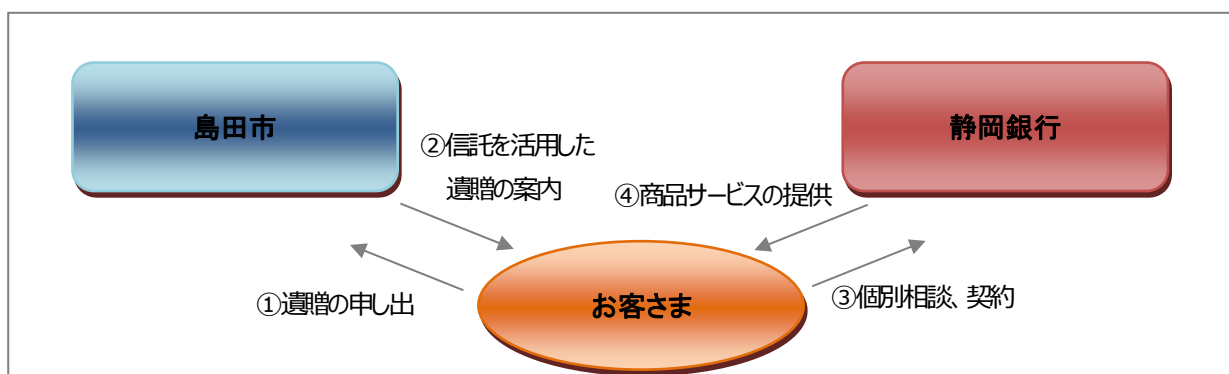 島田市
静岡銀行
②信託を活用した
遺贈の案内
④商品サービスの提供
①遺贈の申し出
お客さま
③個別相談、契約